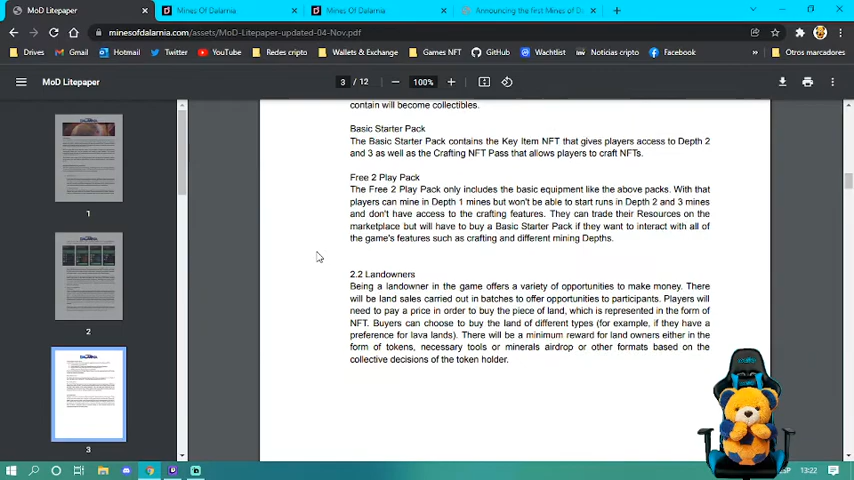 MoD Litepaper
Mines Of Dalarnia
Mines Of Dalarnia
Announcing the first Mines of D
minesofdalarnia.com/assets/MoD-Litepaper-updated-04-Nov.pdf
Drives
Gmail
Hotmail
Twitter
YouTube
Redes cripto
Wallets & Exchange
Games NFT
GitHub
Wachtlist
Noticias cripto
Facebook
Otros marcadores
MoD Litepaper
3 / 12
100%
contain will become collectibles.
Basic Starter Pack
The Basic Starter Pack contains the Key Item NFT that gives players access to Depth 2
and 3 as well as the Crafting NFT Pass that allows players to craft NFTs.
Free 2 Play Pack
The Free 2 Play Pack only includes the basic equipment like the above packs. With that
players can mine in Depth 1 mines but won't be able to start runs in Depth 2 and 3 mines
and don't have access to the crafting features. They can trade their Resources on the
marketplace but will have to buy a Basic Starter Pack if they want to interact with all of
the game's features such as crafting and different mining Depths.
2.2 Landowners
Being a landowner in the game offers a variety of opportunities to make money. There
will be land sales carried out in batches to offer opportunities to participants. Players will
need to pay a price in order to buy the piece of land, which is represented in the form of
NFT. Buyers can choose to buy the land of different types (for example, if they have a
preference for lava lands). There will be a minimum reward for land owners either in the
form of tokens, necessary tools or minerals airdrop or other formats based on the
collective decisions of the token holder.
1
2
3
13:22